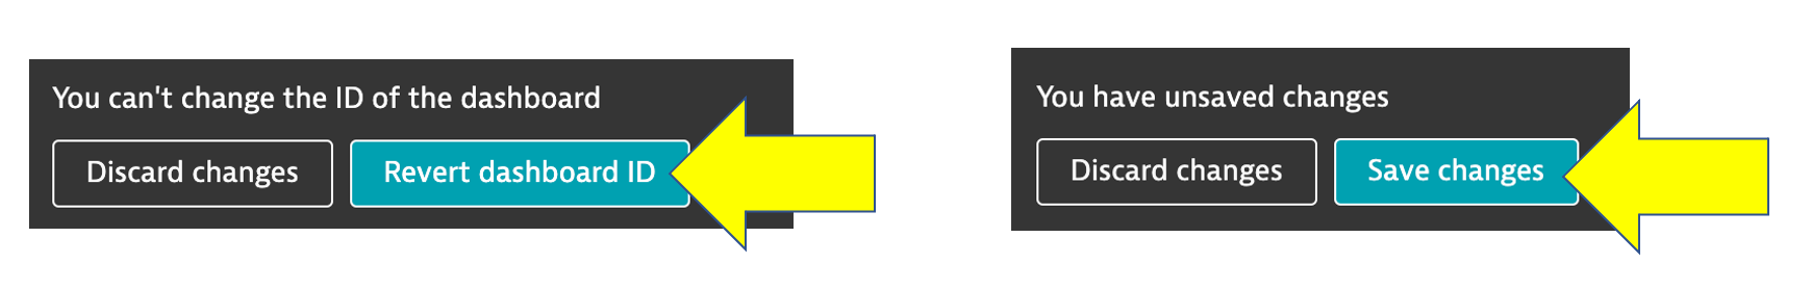 You can't change the ID of the dashboard
Discard changes
Revert dashboard ID
You have unsaved changes
Discard changes
Save changes